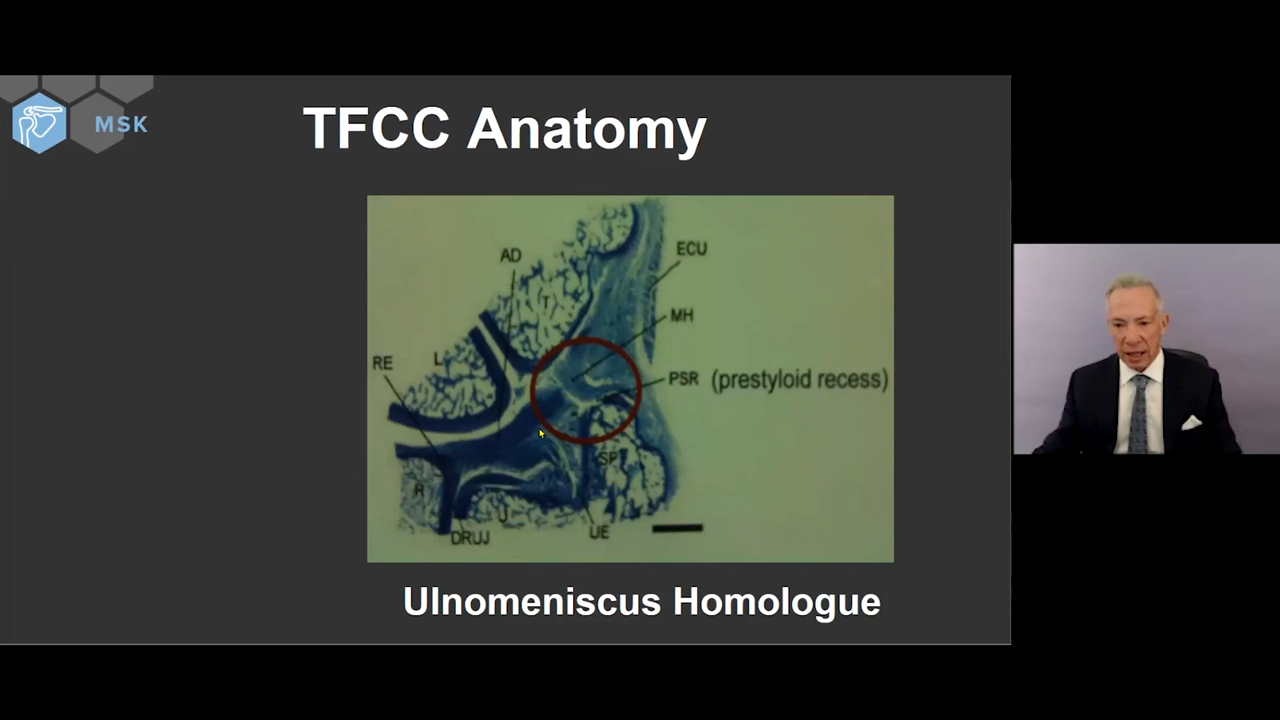 MSK
TFCC Anatomy
AD
ECU
T
MH
RE
L
PSR (prestyloid recess)
SP
R
U
DRUJ
UE
Ulnomeniscus Homologue